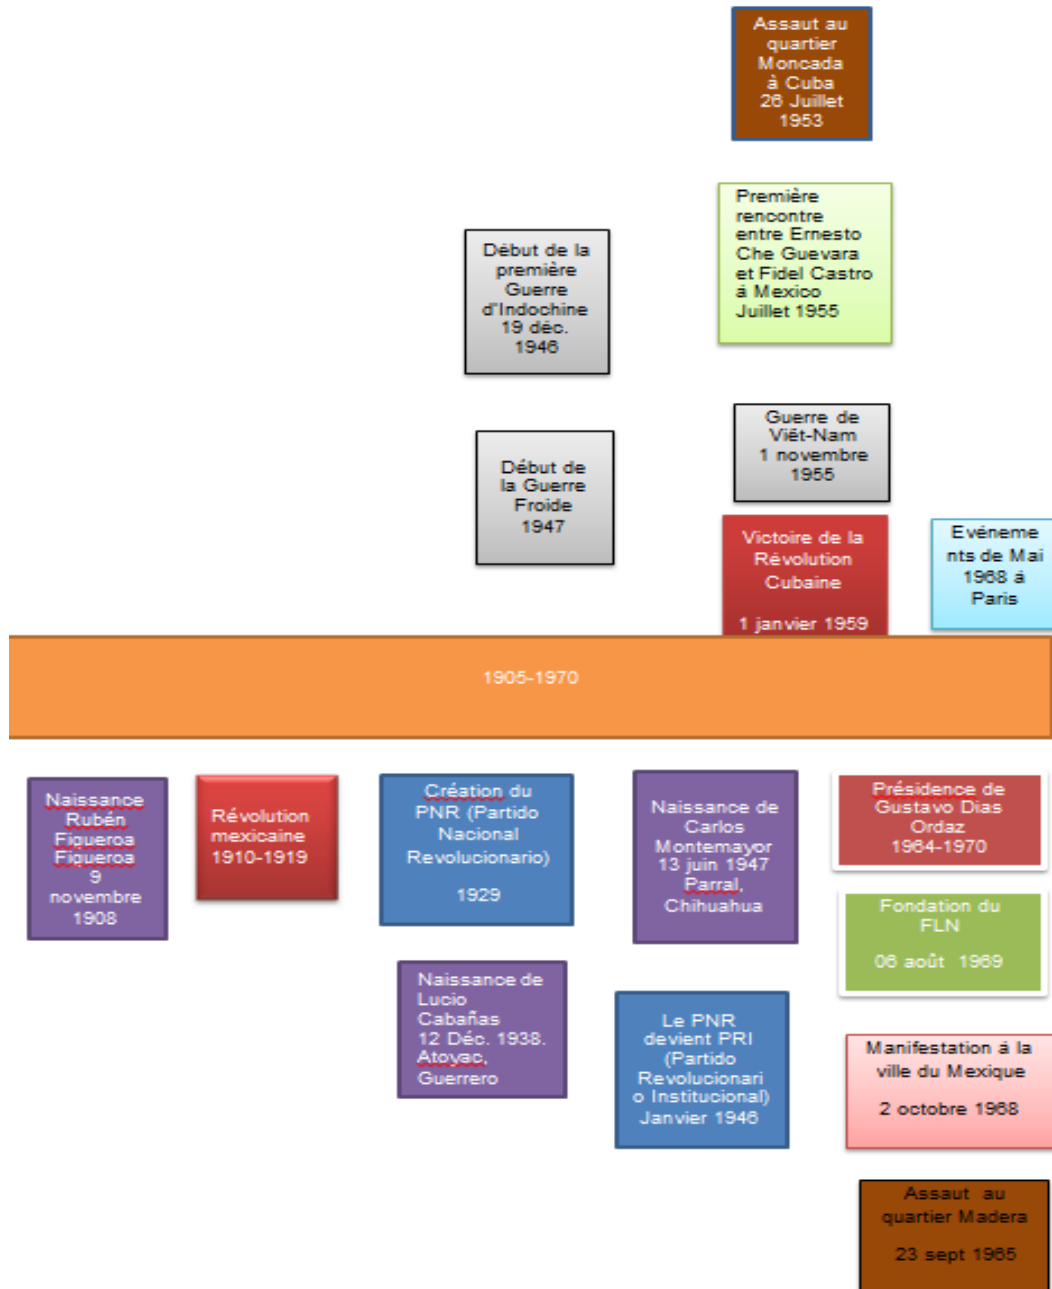 Assaut au
quartier
Moncada
à Cuba
26 Juillet
1953
Première
rencontre
entre Ernesto
Che Guevara
et Fidel Castro
á Mexico
Juillet 1955
Début de la
première
Guerre
d'Indochine
19 déc.
1946
Guerre de
Viêt-Nam
1 novembre
1955
Début de
la Guerre
Froide
1947
Victoire de la
Révolution
Cubaine
1 janvier 1959
Evéneme
nts de Mai
1968 á
Paris
1905-1970
Naissance
Rubén
Figueroa
Figueroa
9
novembre
1908
Révolution
mexicaine
1910-1919
Création du
PNR (Partido
Nacional
Revolucionario)
1929
Naissance de
Carlos
Montemayor
13 juin 1947
Parral,
Chihuahua
Présidence de
Gustavo Dias
Ordaz
1964-1970
Fondation du
FLN
06 août 1969
Naissance de
Lucio
Cabañas
12 Déc. 1938.
Atoyac,
Guerrero
Le PNR
devient PRI
(Partido
Revolucionari
o Institucional)
Janvier 1946
Manifestation á la
ville du Mexique
2 octobre 1968
Assaut au
quartier Madera
23 sept 1965